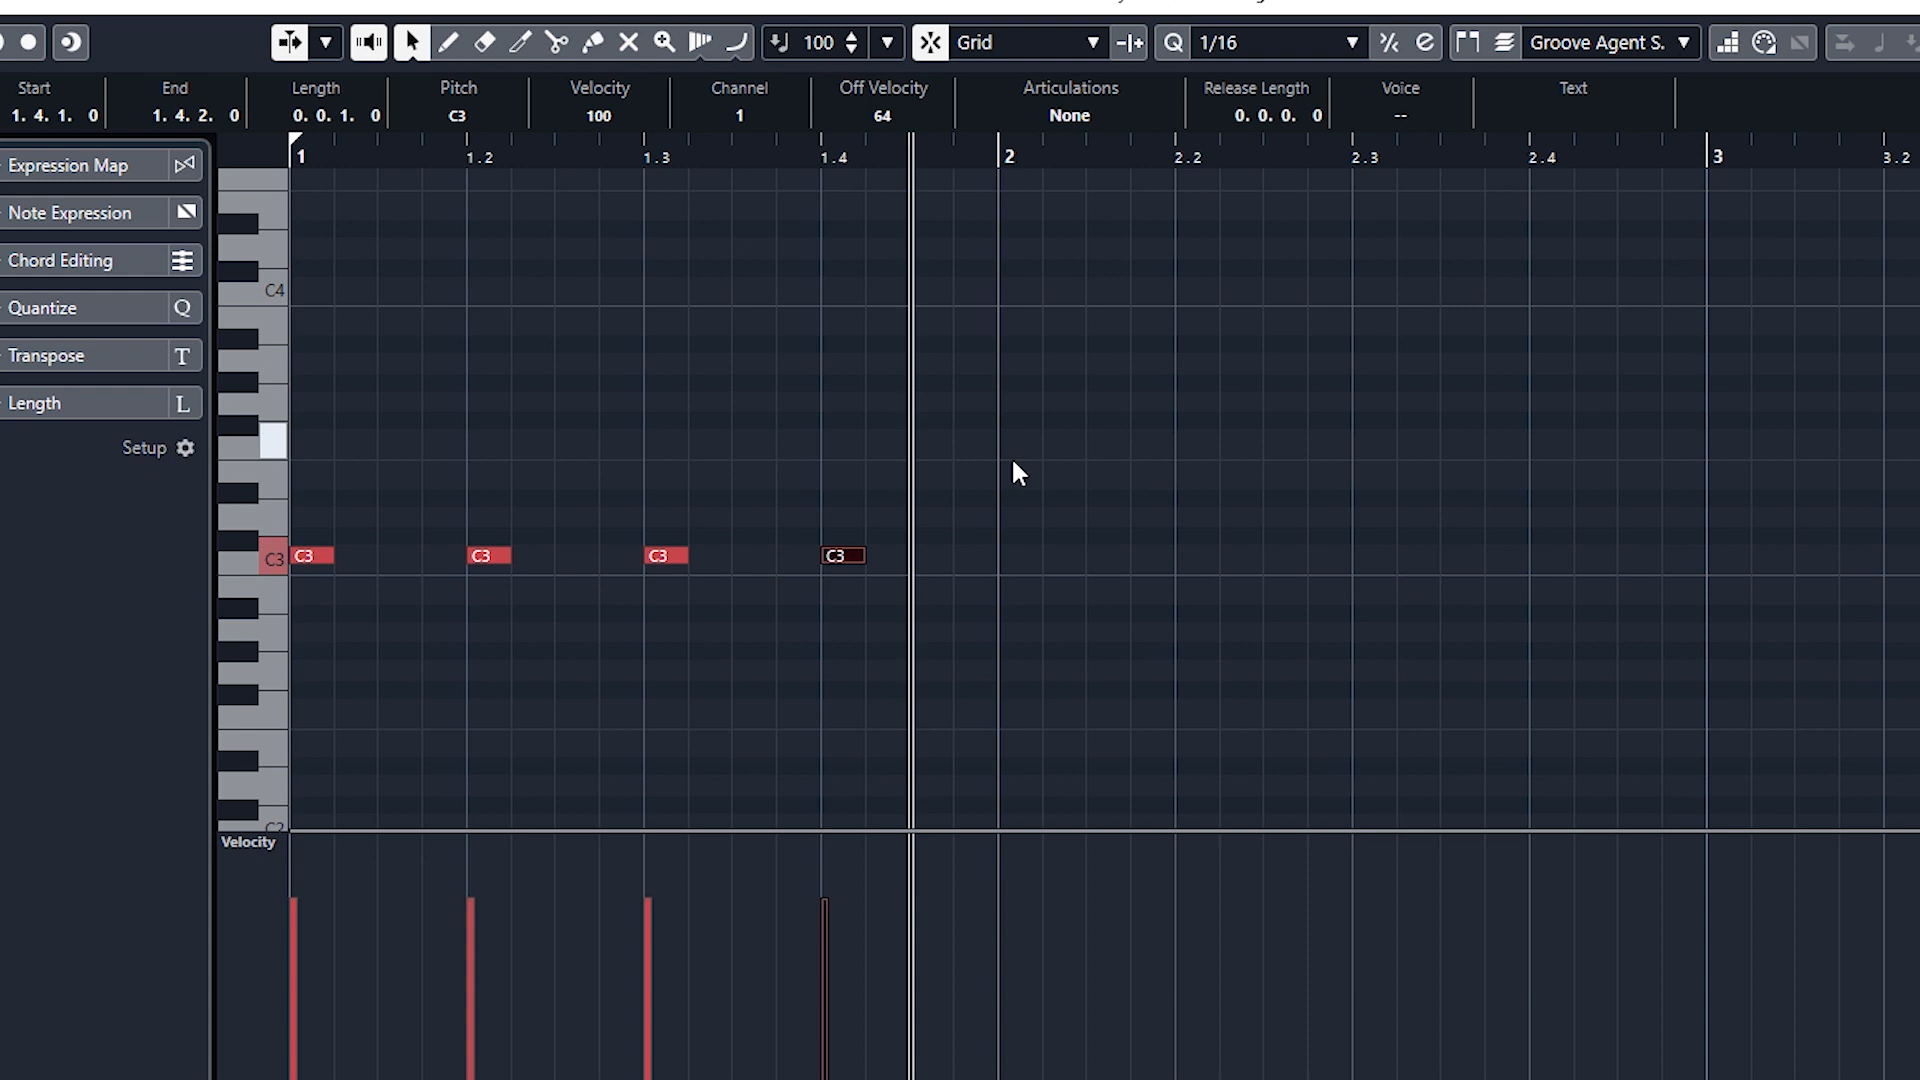 100 Grid Q 1/16 Groove Agent S.
Start End Length Pitch Velocity Channel Off Velocity Articulations Release Length Voice Text
1. 4. 1. 0 1. 4. 2. 0 0. 0. 1. 0 C3 100 1 64 None 0. 0. 0. 0 --
1 1.2 1.3 1.4 2 2.2 2.3 2.4 3 3.2
Expression Map
Note Expression
Chord Editing
C4
Quantize Q
Transpose T
Length L
Setup
C3 C3 C3 C3 C3
C2
Velocity